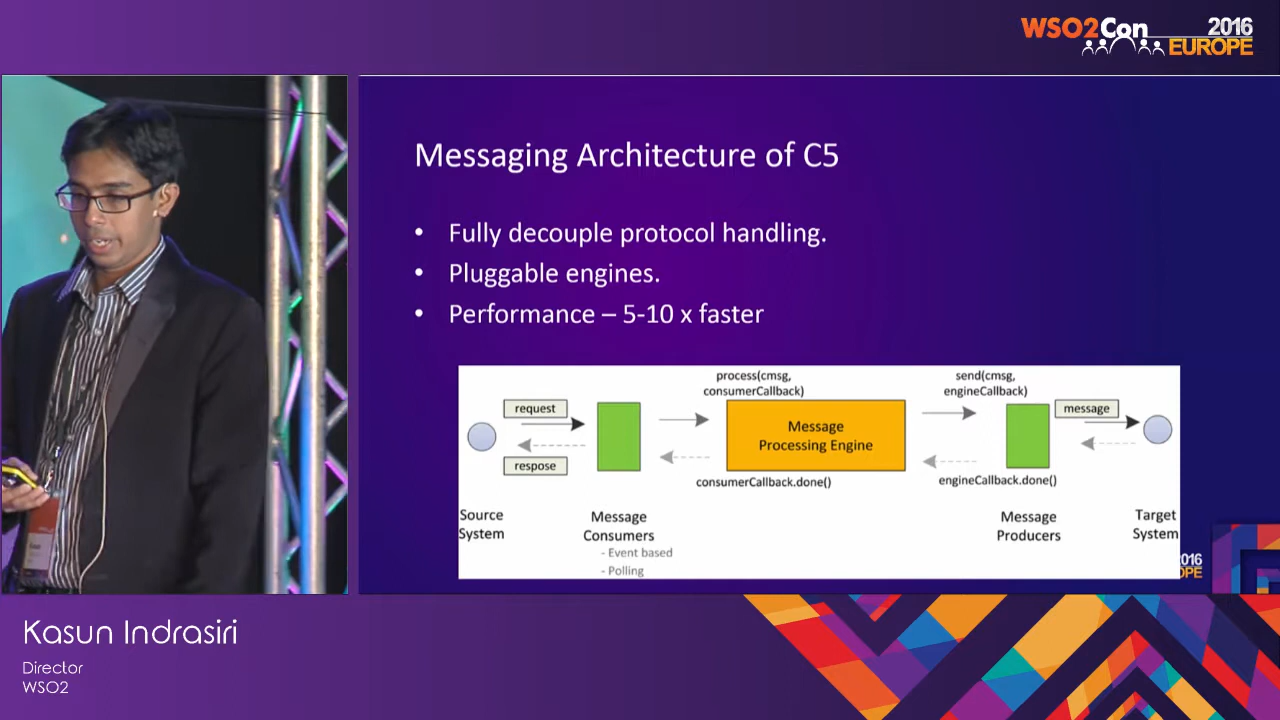 WSO2Con 2016
EUROPE
Messaging Architecture of C5
• Fully decouple protocol handling.
• Pluggable engines.
• Performance – 5-10 x faster
process(cmsg,
consumerCallback)
send(cmsg,
engineCallback)
request
message
Message
Processing Engine
respose
consumerCallback.done()
engineCallback.done()
Source
System
Message
Consumers
- Event based
- Polling
Message
Producers
Target
System
016
OPE
Kasun Indrasiri
Director
WSO2